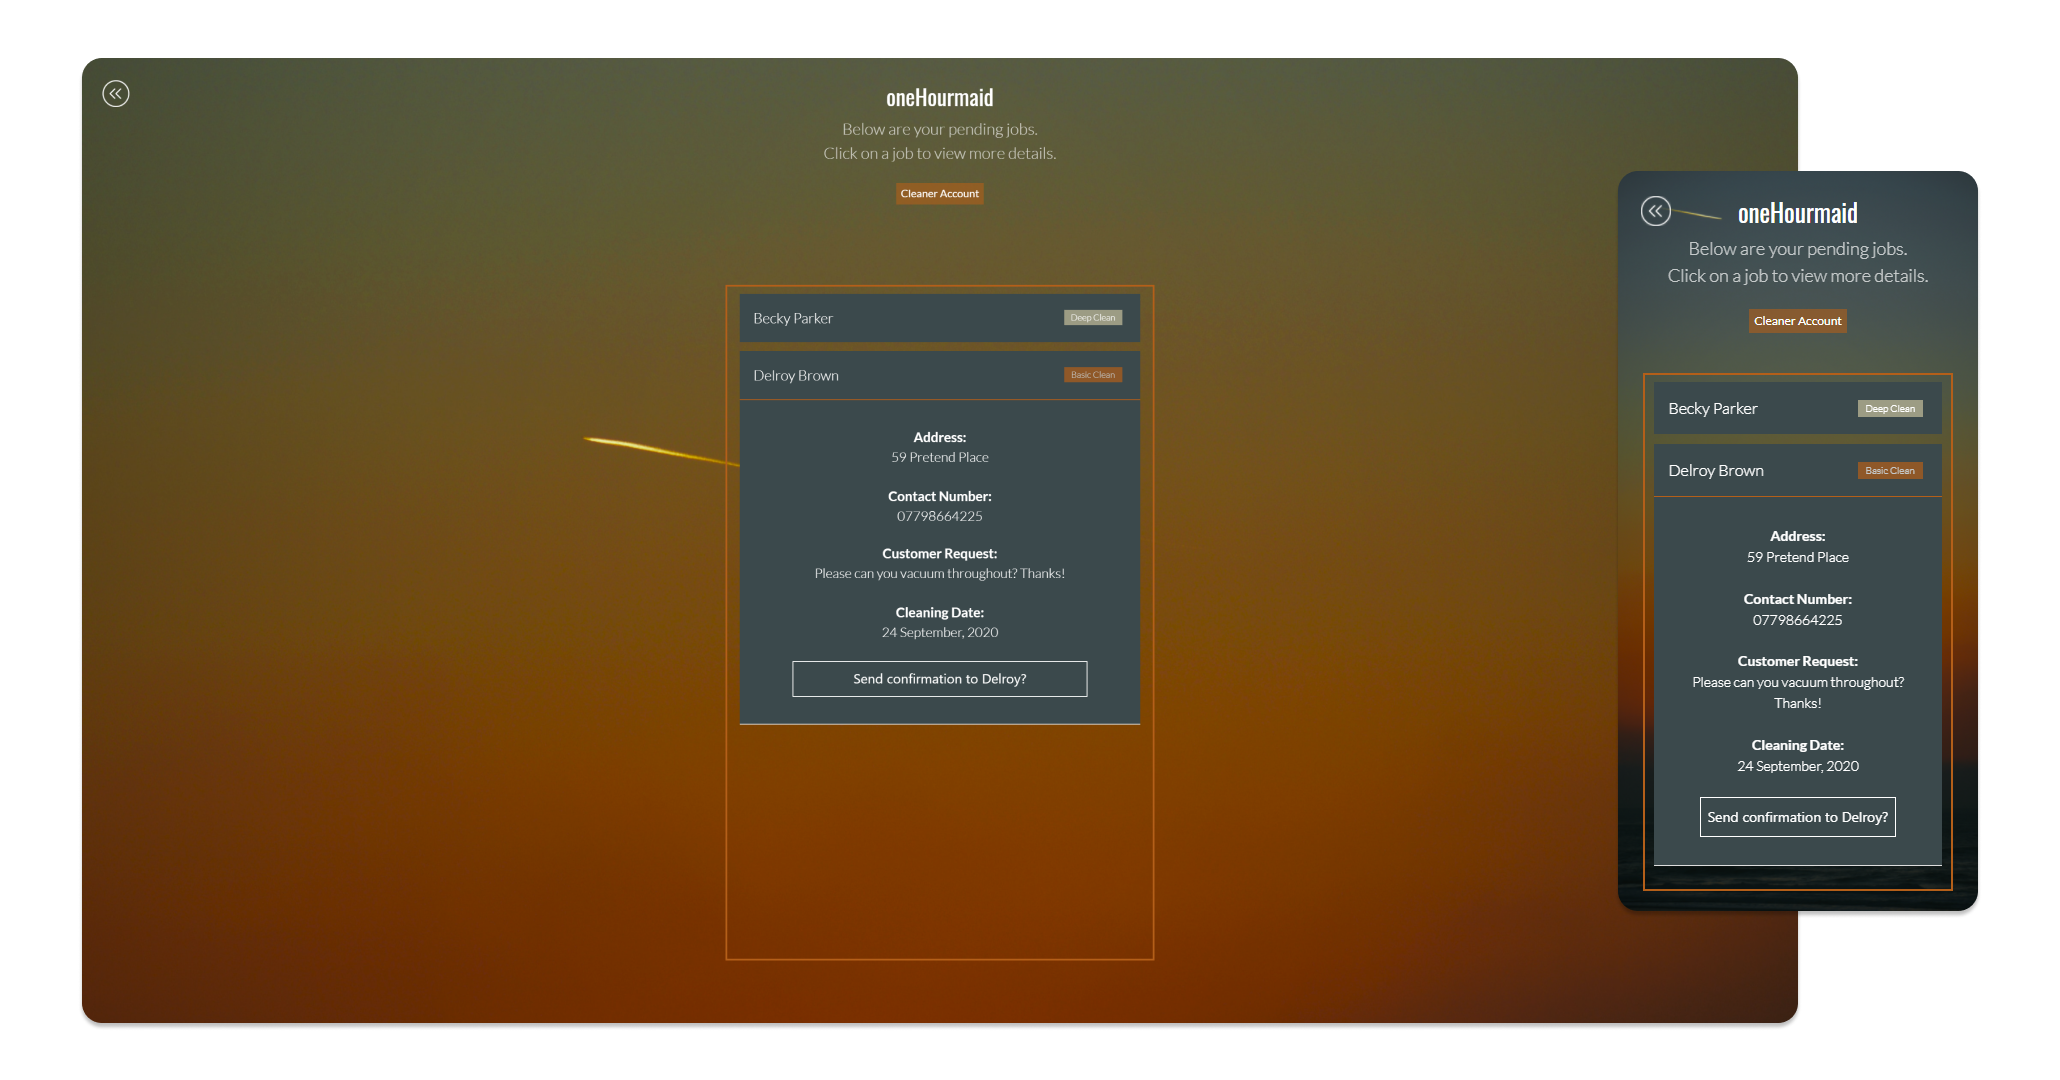 oneHourmaid
Below are your pending jobs.
Click on a job to view more details.
Cleaner Account
Becky Parker
Deep Clean
Delroy Brown
Basic Clean
Address:
59 Pretend Place
Contact Number:
07798664225
Customer Request:
Please can you vacuum throughout? Thanks!
Cleaning Date:
24 September, 2020
Send confirmation to Delroy?
oneHourmaid
Below are your pending jobs.
Click on a job to view more details.
Cleaner Account
Becky Parker
Deep Clean
Delroy Brown
Basic Clean
Address:
59 Pretend Place
Contact Number:
07798664225
Customer Request:
Please can you vacuum throughout?
Thanks!
Cleaning Date:
24 September, 2020
Send confirmation to Delroy?